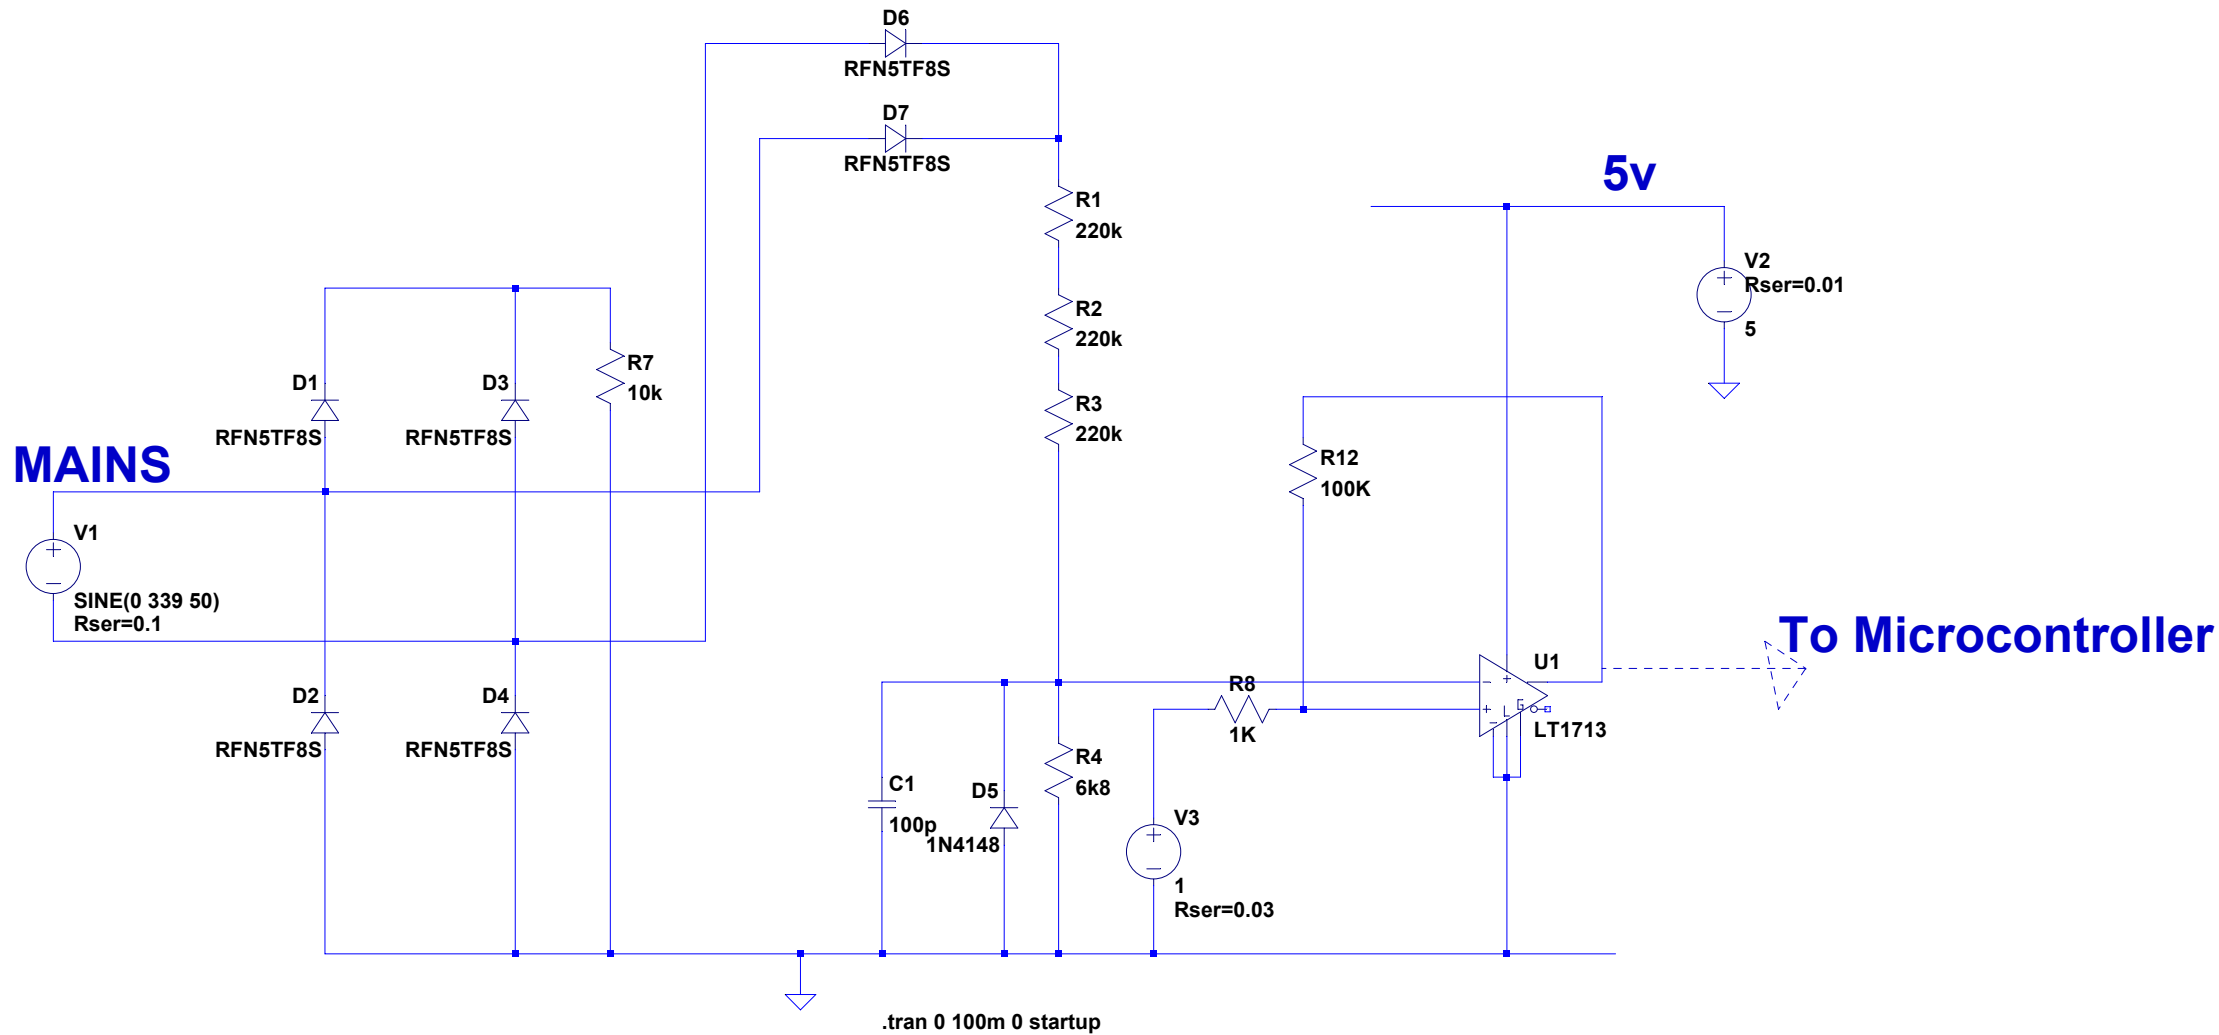 D6
RFN5TF8S
D7
RFN5TF8S
5v
R1
220k
V2
Rser=0.01
5
R2
220k
D1
RFN5TF8S
D3
RFN5TF8S
R7
10k
R3
220k
MAINS
R12
100K
V1
SINE(0 339 50)
Rser=0.1
To Microcontroller
U1
LT1713
R8
1K
D2
RFN5TF8S
D4
RFN5TF8S
R4
6k8
C1
100p
D5
1N4148
V3
1
Rser=0.03
L
G
.tran 0 100m 0 startup